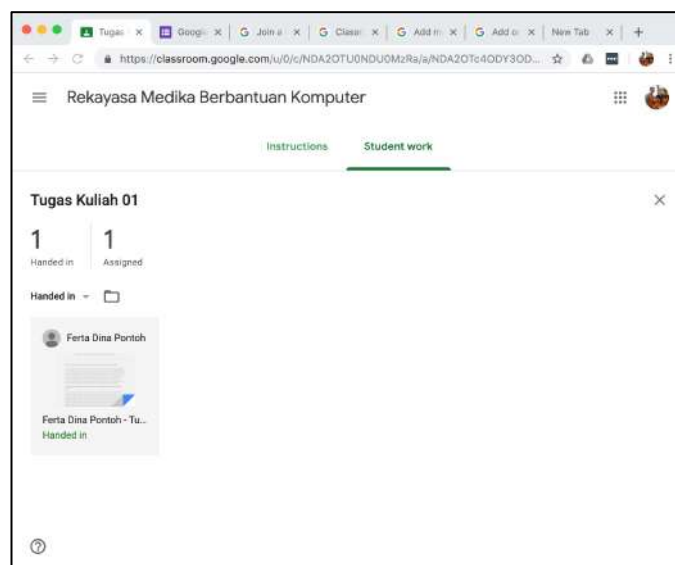 Tugas
Googl
Join a
Classr
Add m
Add or
New Tab
https://classroom.google.com/u/0/c/NDA2OTU0NDU0MzRa/a/NDA2OTc4ODY3OD...
Rekayasa Medika Berbantuan Komputer
Instructions
Student work
Tugas Kuliah 01
1
1
Handed in
Assigned
Handed in
Ferta Dina Pontoh
Ferta Dina Pontoh - Tu...
Handed in